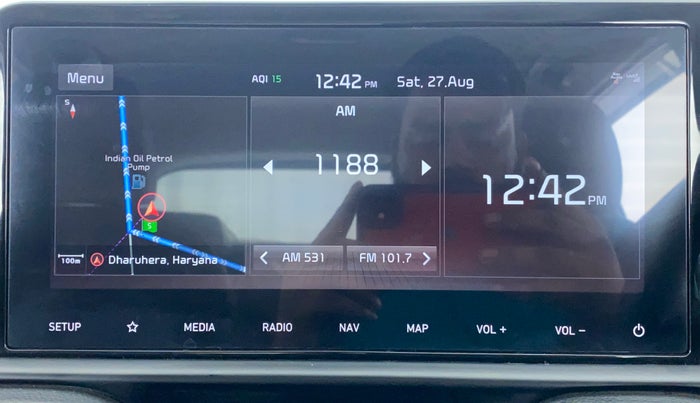 Menu
AQI 15
12:42 PM
Sat, 27,Aug
S
Indian Oil Petrol
Pump
S
100m
Dharuhera, Haryana
AM
1188
AM 531
FM 101.7
12:42 PM
SETUP
MEDIA
RADIO
NAV
MAP
VOL +
VOL −